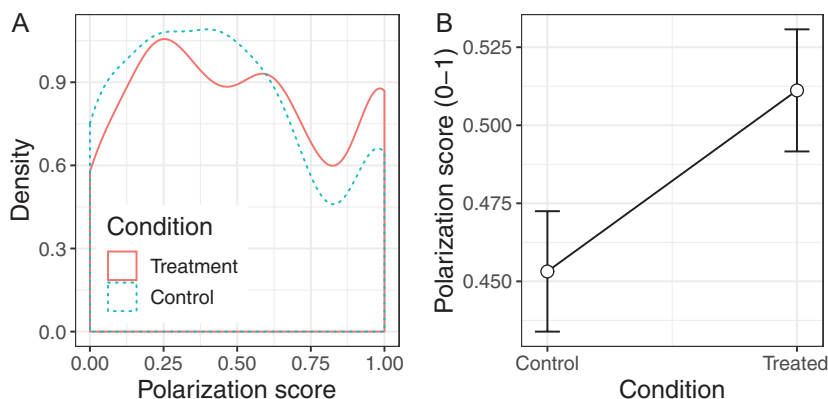 A
Density
0.9
0.6
0.3
0.0
Condition
Treatment
Control
0.00 0.25 0.50 0.75 1.00
Polarization score
B
Polarization score (0–1)
0.525
0.500
0.475
0.450
Control Treated
Condition